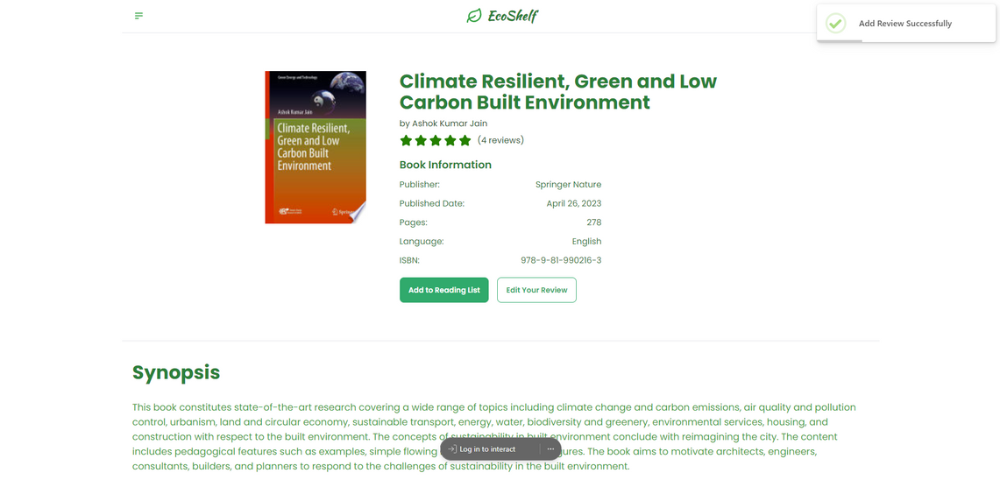 EcoShelf
Add Review Successfully
Green Energy and Technology
Ashok Kumar Jain
Climate Resilient,
Green and Low
Carbon Built
Environment
Springer
Climate Resilient, Green and Low
Carbon Built Environment
by Ashok Kumar Jain
(4 reviews)
Book Information
Publisher: Springer Nature
Published Date: April 26, 2023
Pages: 278
Language: English
ISBN: 978-9-81-990216-3
Add to Reading List
Edit Your Review
Synopsis
This book constitutes state-of-the-art research covering a wide range of topics including climate change and carbon emissions, air quality and pollution
control, urbanism, land and circular economy, sustainable transport, energy, water, biodiversity and greenery, environmental services, housing, and
construction with respect to the built environment. The concepts of sustainability in built environment conclude with reimagining the city. The content
includes pedagogical features such as examples, simple flowing ures. The book aims to motivate architects, engineers,
Log in to interact
consultants, builders, and planners to respond to the challenges of sustainability in the built environment.